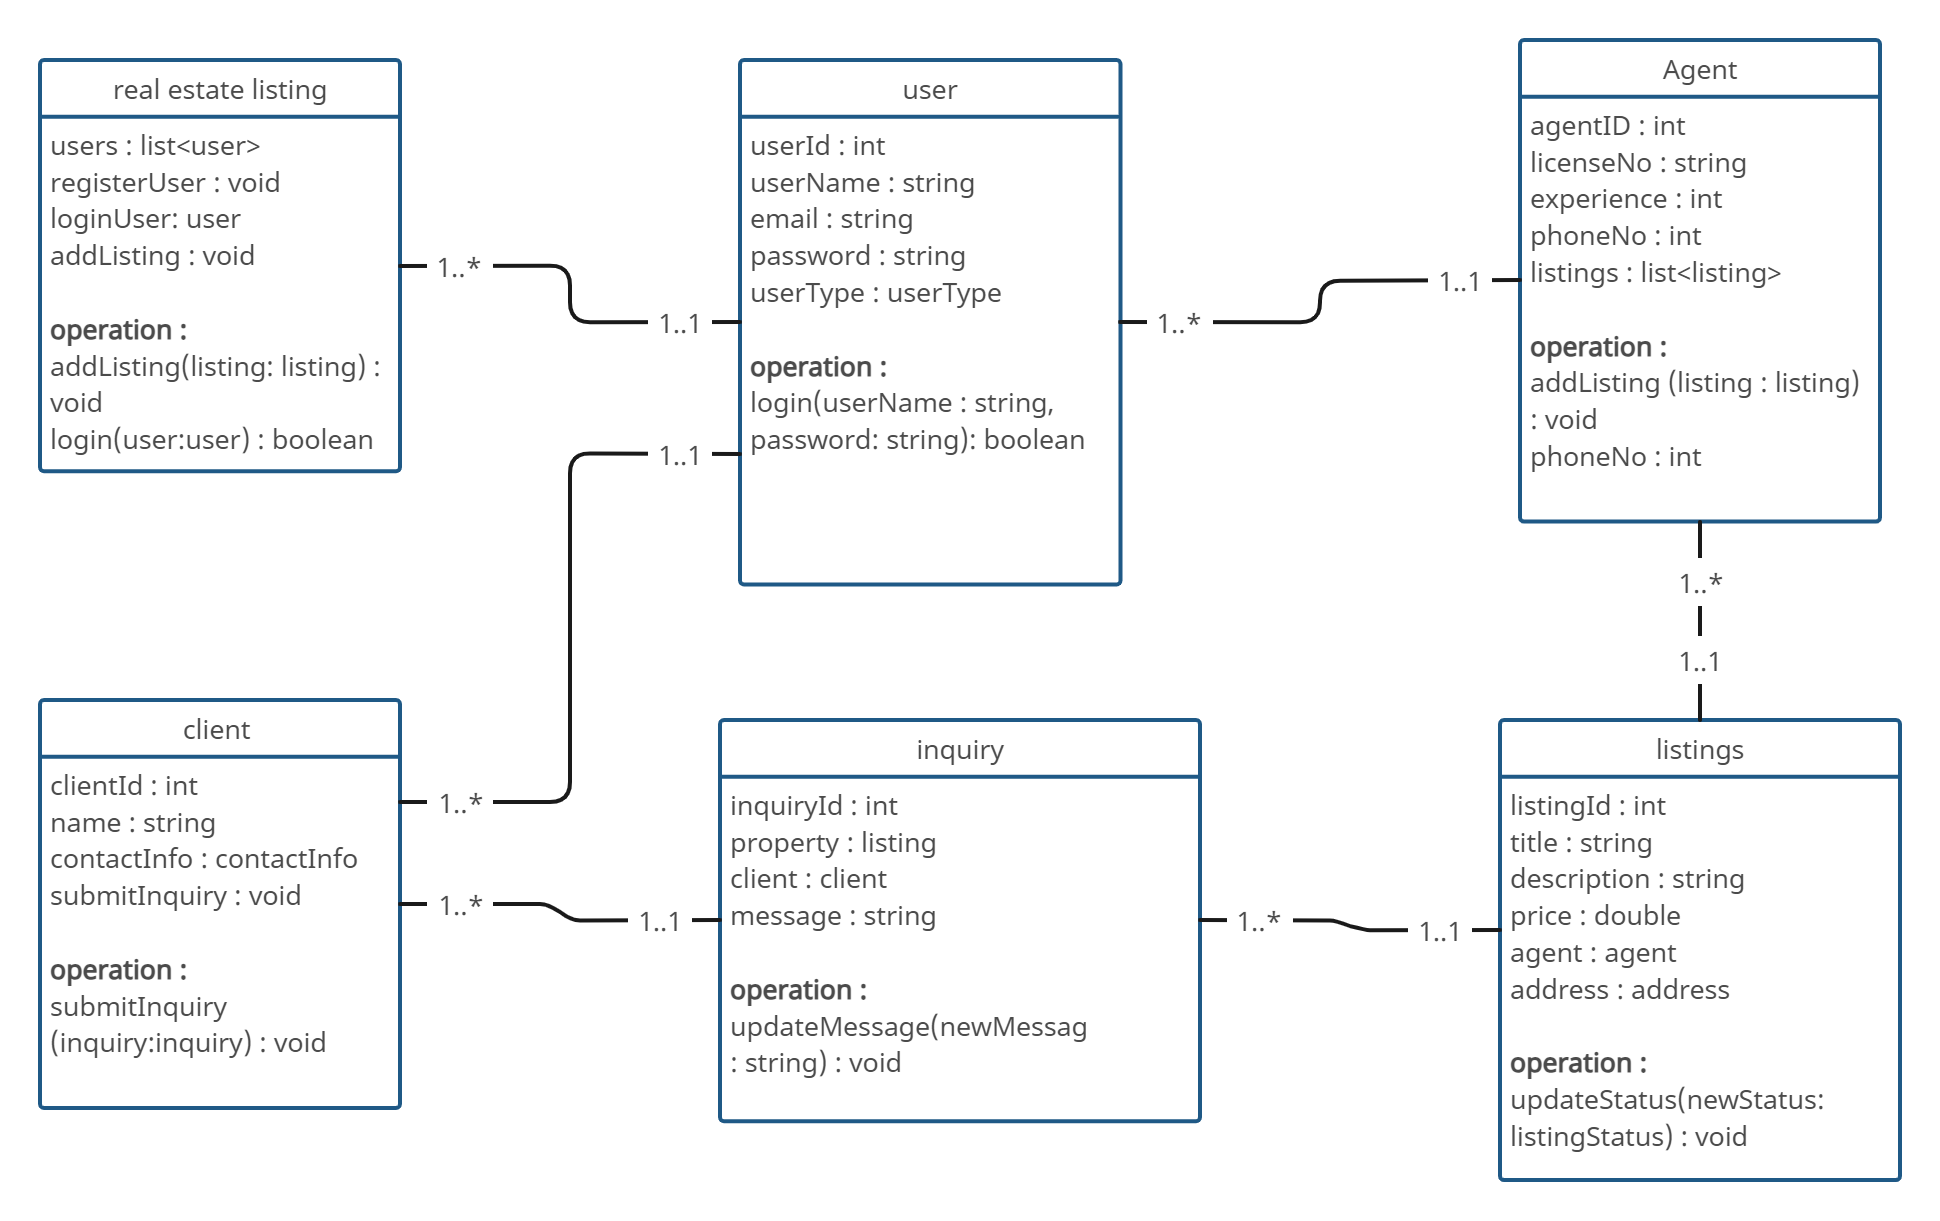 real estate listing
users : list<user>
registerUser : void
loginUser: user
addListing : void
operation :
addListing(listing: listing) :
void
login(user:user) : boolean
1..*
1..1
user
userId : int
userName : string
email : string
password : string
userType : userType
operation :
login(userName : string,
password: string): boolean
1..*
1..1
Agent
agentID : int
licenseNo : string
experience : int
phoneNo : int
listings : list<listing>
operation :
addListing (listing : listing)
: void
phoneNo : int
1..1
1..*
1..*
1..1
client
clientId : int
name : string
contactInfo : contactInfo
submitInquiry : void
operation :
submitInquiry
(inquiry:inquiry) : void
1..*
1..1
inquiry
inquiryId : int
property : listing
client : client
message : string
operation :
updateMessage(newMessag
: string) : void
1..*
1..1
listings
listingId : int
title : string
description : string
price : double
agent : agent
address : address
operation :
updateStatus(newStatus:
listingStatus) : void